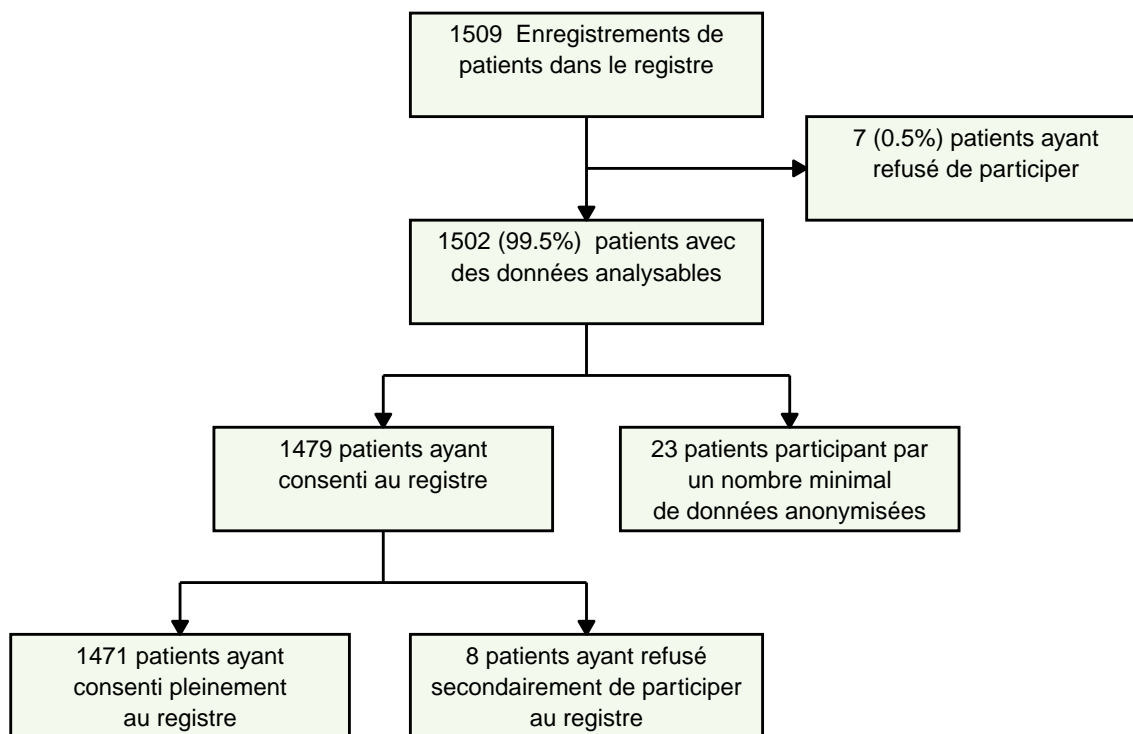 1509 Enregistrements de
patients dans le registre
7 (0.5%) patients ayant
refusé de participer
1502 (99.5%) patients avec
des données analysables
1479 patients ayant
consenti au registre
23 patients participant par
un nombre minimal
de données anonymisées
1471 patients ayant
consenti pleinement
au registre
8 patients ayant refusé
secondairement de participer
au registre